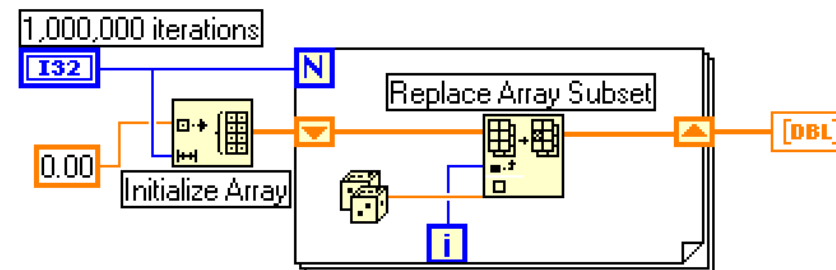 1,000,000 iterations
I32
N
Replace Array Subset
[DBL]
0.00
Initialize Array
i